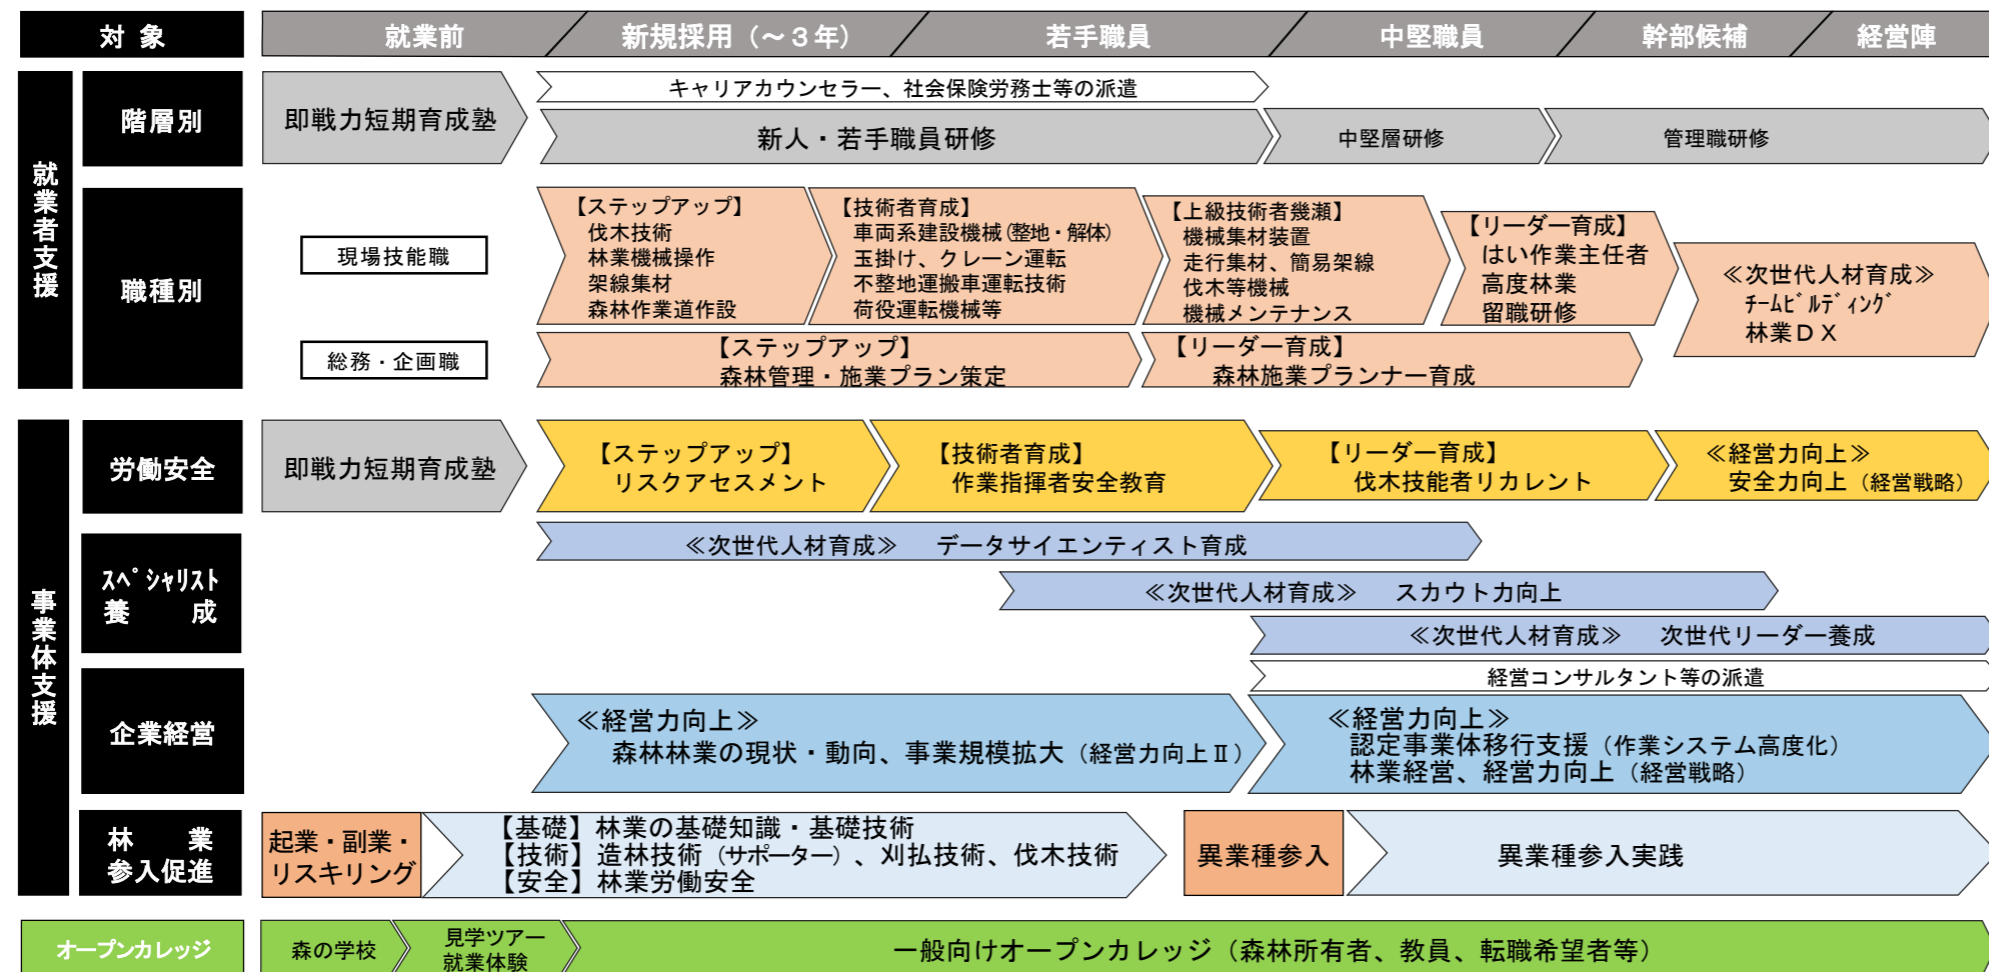 対 象
就業前
新規採用（～３年）
若手職員
中堅職員
幹部候補
経営陣
就業者支援
階層別
即戦力短期育成塾
キャリアカウンセラー、社会保険労務士等の派遣
新人・若手職員研修
中堅層研修
管理職研修
職種別
現場技能職
【ステップアップ】
伐木技術
林業機械操作
架線集材
森林作業道作設
【技術者育成】
車両系建設機械(整地・解体)
玉掛け、クレーン運転
不整地運搬車運転技術
荷役運転機械等
【上級技術者幾瀬】
機械集材装置
走行集材、簡易架線
伐木等機械
機械メンテナンス
【リーダー育成】
はい作業主任者
高度林業
留職研修
≪次世代人材育成≫
ﾁｰﾑﾋﾞﾙﾃﾞｨﾝｸﾞ
林業ＤＸ
総務・企画職
【ステップアップ】
森林管理・施業プラン策定
【リーダー育成】
森林施業プランナー育成
事業体支援
労働安全
即戦力短期育成塾
【ステップアップ】
リスクアセスメント
【技術者育成】
作業指揮者安全教育
【リーダー育成】
伐木技能者リカレント
≪経営力向上≫
安全力向上（経営戦略）
ｽﾍﾟｼｬﾘｽﾄ
養 成
≪次世代人材育成≫ データサイエンティスト育成
≪次世代人材育成≫ スカウト力向上
≪次世代人材育成≫ 次世代リーダー養成
企業経営
経営コンサルタント等の派遣
≪経営力向上≫
森林林業の現状・動向、事業規模拡大（経営力向上Ⅱ）
≪経営力向上≫
認定事業体移行支援（作業システム高度化）
林業経営、経営力向上（経営戦略）
林 業
参入促進
起業・副業・
リスキリング
【基礎】林業の基礎知識・基礎技術
【技術】造林技術（サポーター）、刈払技術、伐木技術
【安全】林業労働安全
異業種参入
異業種参入実践
オープンカレッジ
森の学校
見学ツアー
就業体験
一般向けオープンカレッジ（森林所有者、教員、転職希望者等）